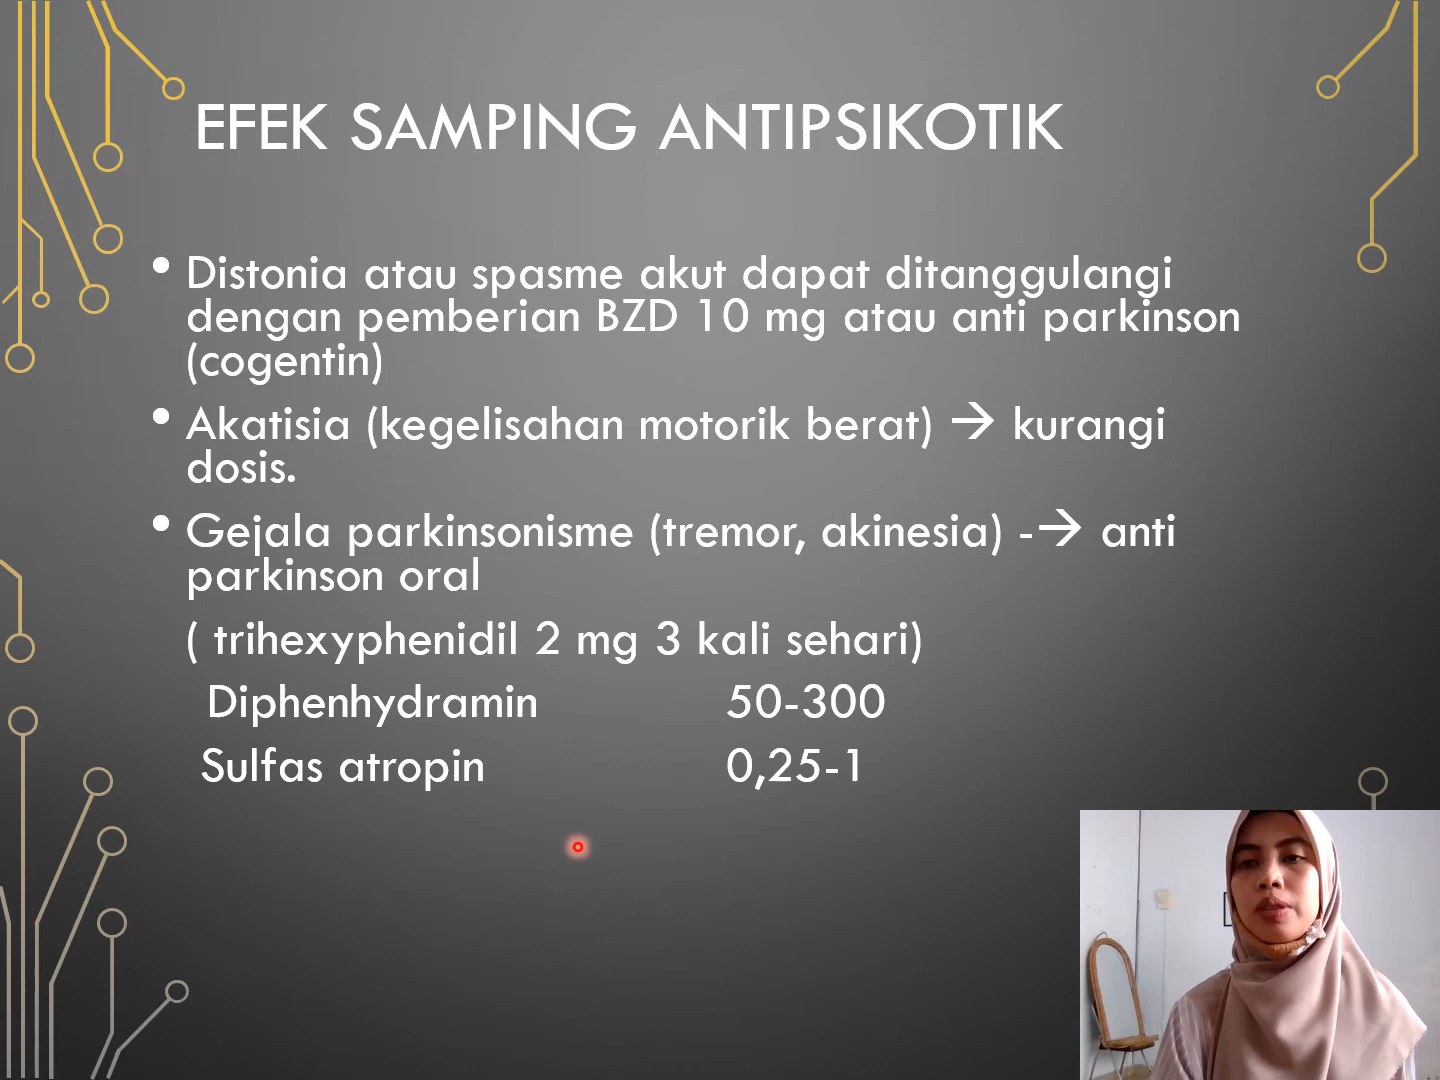 EFEK SAMPING ANTIPSIKOTIK
• Distonia atau spasme akut dapat ditanggulangi
dengan pemberian BZD 10 mg atau anti parkinson
(cogentin)
• Akatisia (kegelisahan motorik berat) → kurangi
dosis.
• Gejala parkinsonisme (tremor, akinesia) -→ anti
parkinson oral
( trihexyphenidil 2 mg 3 kali sehari)
Diphenhydramin 50-300
Sulfas atropin 0,25-1